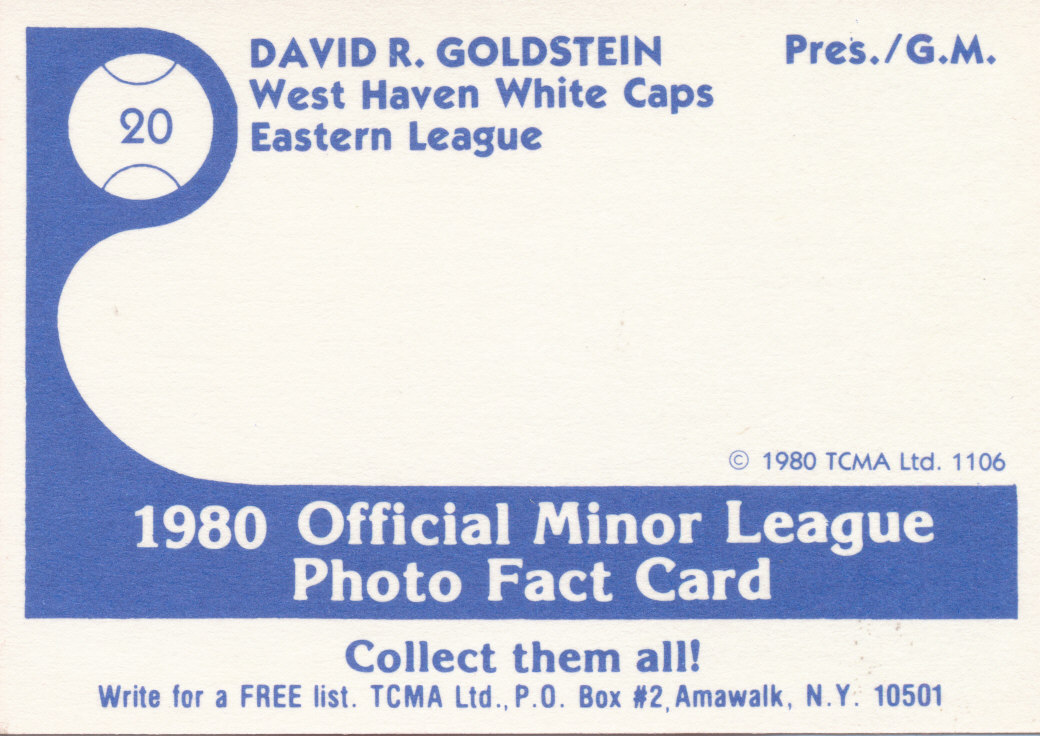 20
DAVID R. GOLDSTEIN Pres./G.M.
West Haven White Caps
Eastern League
© 1980 TCMA Ltd. 1106
1980 Official Minor League
Photo Fact Card
Collect them all!
Write for a FREE list. TCMA Ltd., P.O. Box #2, Amawalk, N.Y. 10501